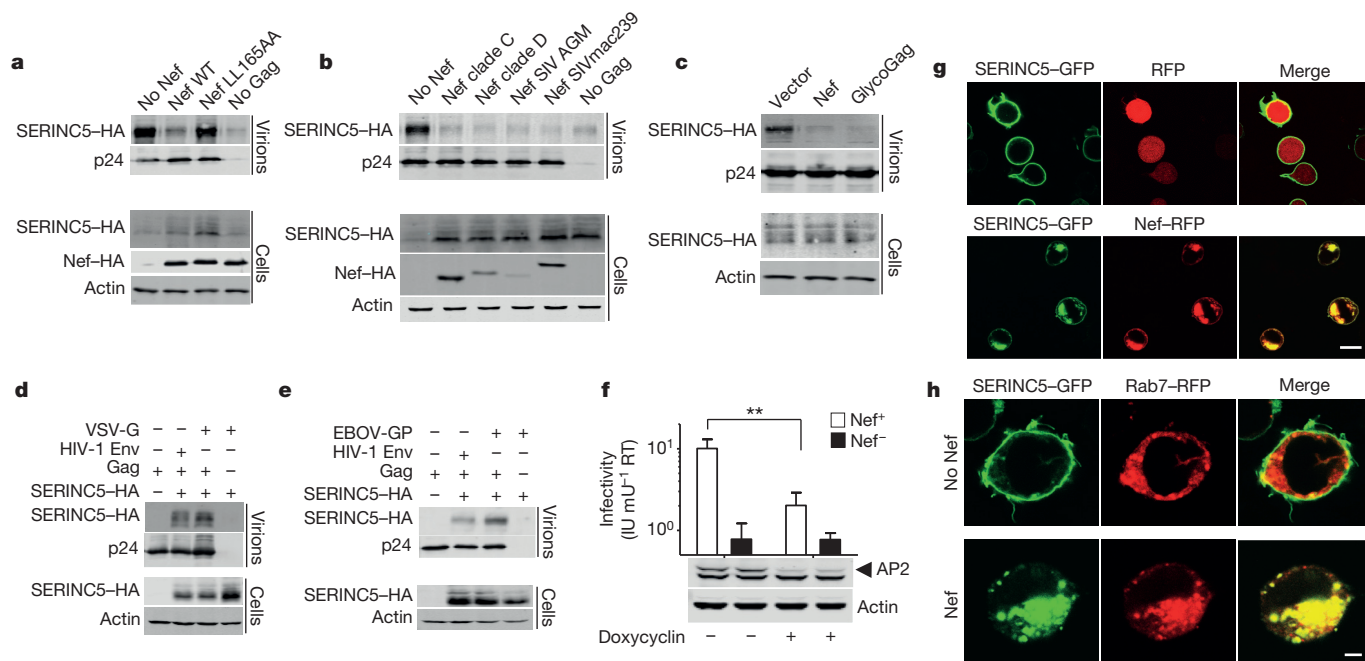 a
No Nef
Nef WT
Nef LL165AA
No Gag
SERINC5–HA
p24
Virions
SERINC5–HA
Nef–HA
Actin
Cells
b
No Nef
Nef clade C
Nef clade D
Nef SIV AGM
Nef SIVmac239
No Gag
SERINC5–HA
p24
Virions
SERINC5–HA
Nef–HA
Actin
Cells
c
Vector
Nef
GlycoGag
SERINC5–HA
p24
Virions
SERINC5–HA
Actin
Cells
d
VSV-G – – + +
HIV-1 Env – + – –
Gag + + + –
SERINC5–HA – + + +
SERINC5–HA
p24
Virions
SERINC5–HA
Actin
Cells
e
EBOV-GP – – + +
HIV-1 Env – + – –
Gag + + + –
SERINC5–HA – + + +
SERINC5–HA
p24
Virions
SERINC5–HA
Actin
Cells
f
**
Nef+
Nef–
Infectivity
(IU mU–1 RT)
10¹
10⁰
AP2
Actin
Doxycyclin – – + +
g
SERINC5–GFP RFP Merge
SERINC5–GFP Nef–RFP
h
SERINC5–GFP Rab7–RFP Merge
No Nef
Nef